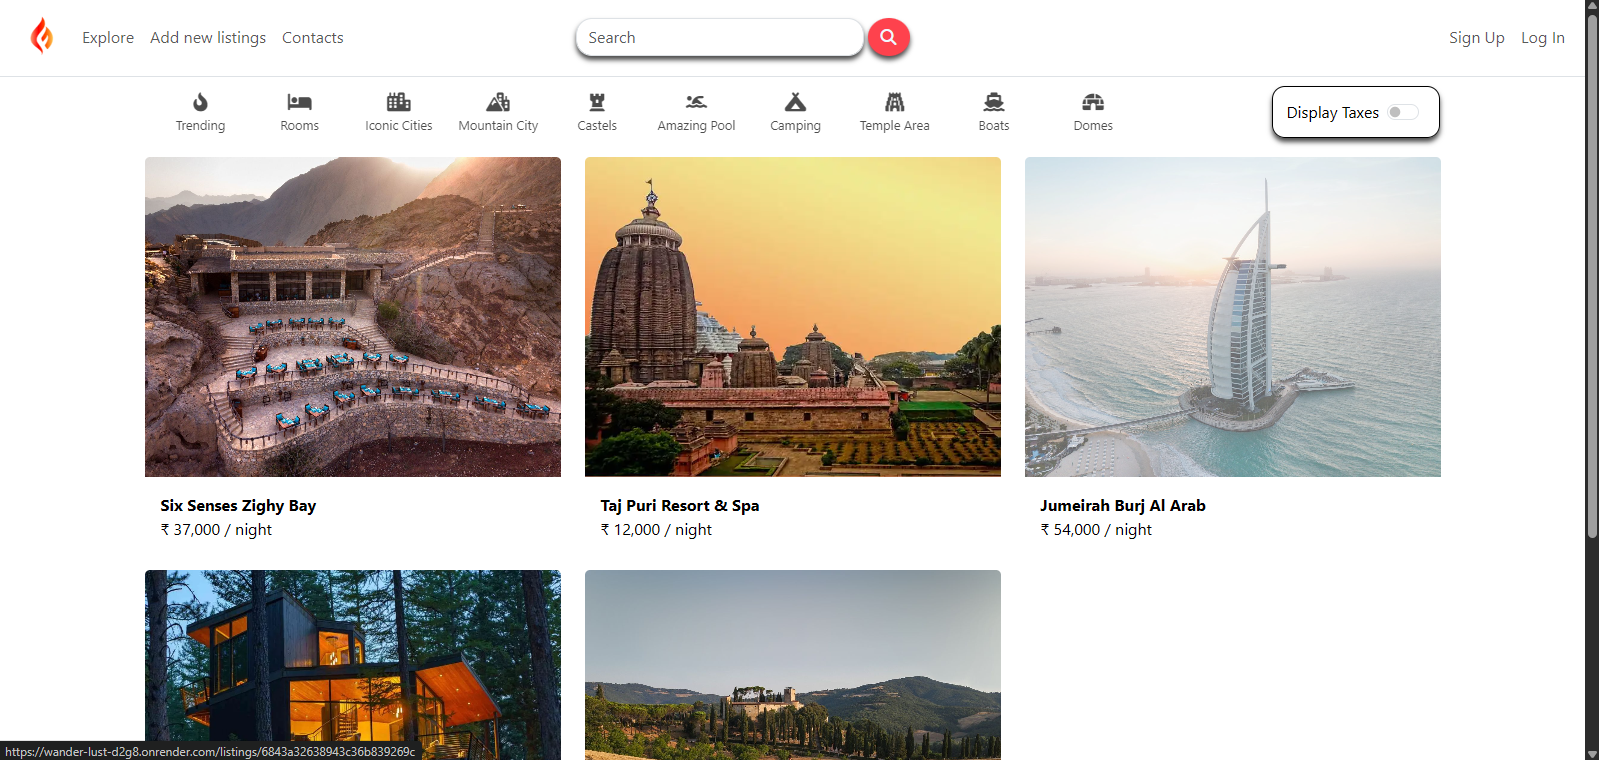 Explore Add new listings Contacts Search Sign Up Log In
Trending Rooms Iconic Cities Mountain City Castels Amazing Pool Camping Temple Area Boats Domes Display Taxes
Six Senses Zighy Bay
₹ 37,000 / night
Taj Puri Resort & Spa
₹ 12,000 / night
Jumeirah Burj Al Arab
₹ 54,000 / night
https://wander-lust-d2g8.onrender.com/listings/6843a32638943c36b839269c